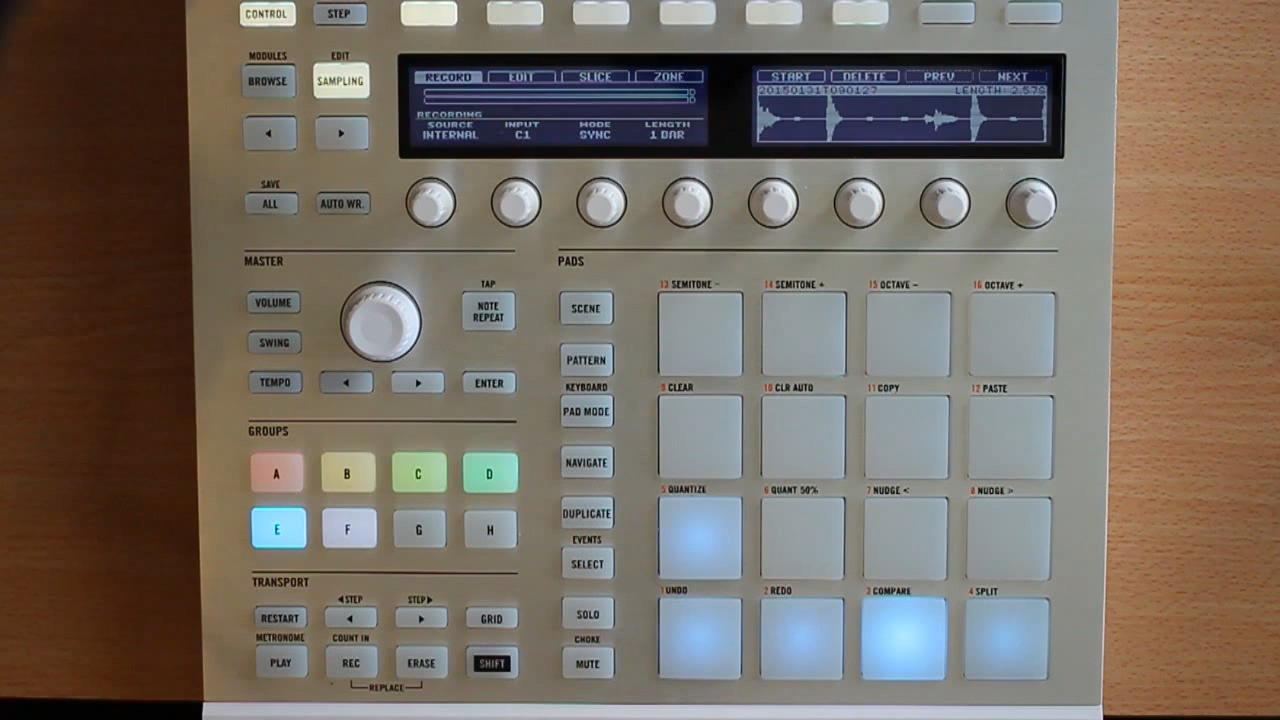 CONTROL STEP
MODULES EDIT
BROWSE SAMPLING
RECORD EDIT SLICE ZONE
START DELETE PREV NEXT
20150131T090127 LENGTH: 2.579
RECORDING
SOURCE INPUT MODE LENGTH
INTERNAL C1 SYNC 1 BAR
SAVE
ALL AUTO WR.
MASTER
VOLUME
SWING
TEMPO
TAP
NOTE
REPEAT
ENTER
GROUPS
A B C D
E F G H
TRANSPORT
◀STEP STEP▶
RESTART GRID
METRONOME COUNT IN
PLAY REC ERASE SHIFT
REPLACE
PADS
SCENE
PATTERN
KEYBOARD
PAD MODE
NAVIGATE
DUPLICATE
EVENTS
SELECT
SOLO
CHOKE
MUTE
13 SEMITONE - 14 SEMITONE + 15 OCTAVE - 16 OCTAVE +
9 CLEAR 10 CLR AUTO 11 COPY 12 PASTE
5 QUANTIZE 6 QUANT 50% 7 NUDGE < 8 NUDGE >
1 UNDO 2 REDO 3 COMPARE 4 SPLIT